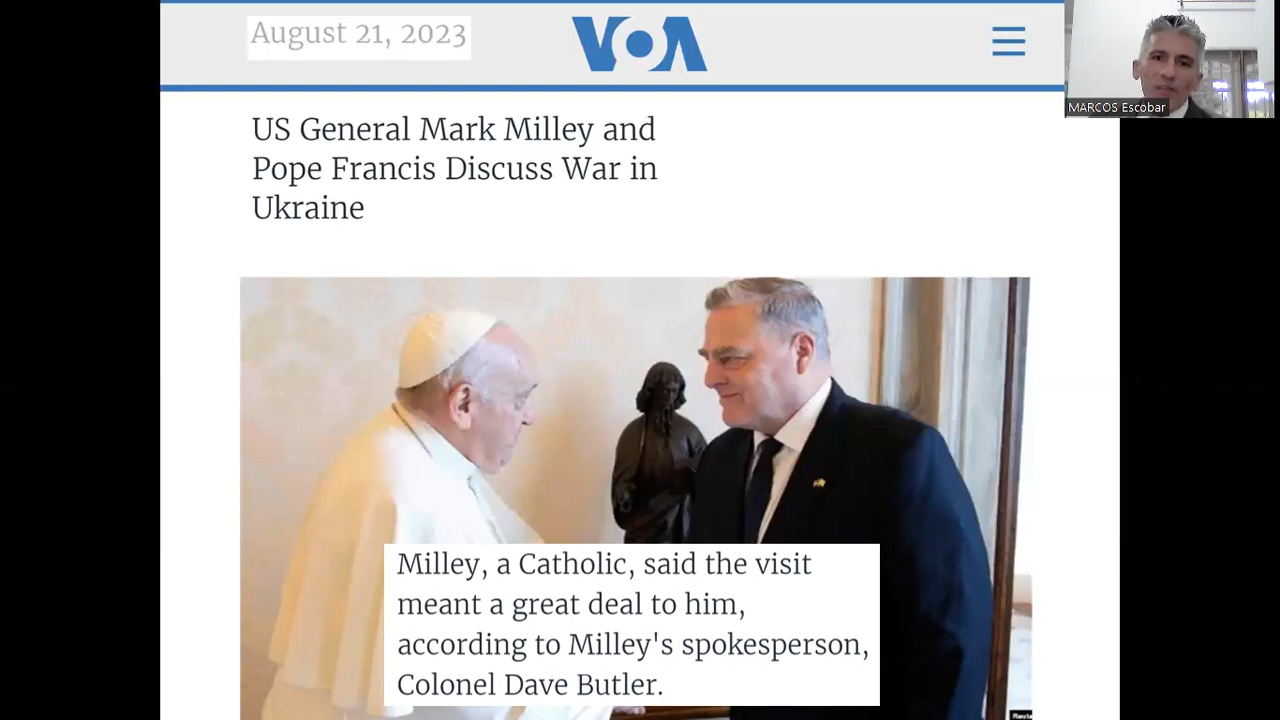 August 21, 2023
VOA
MARCOS Escobar
US General Mark Milley and
Pope Francis Discuss War in
Ukraine
Milley, a Catholic, said the visit
meant a great deal to him,
according to Milley's spokesperson,
Colonel Dave Butler.